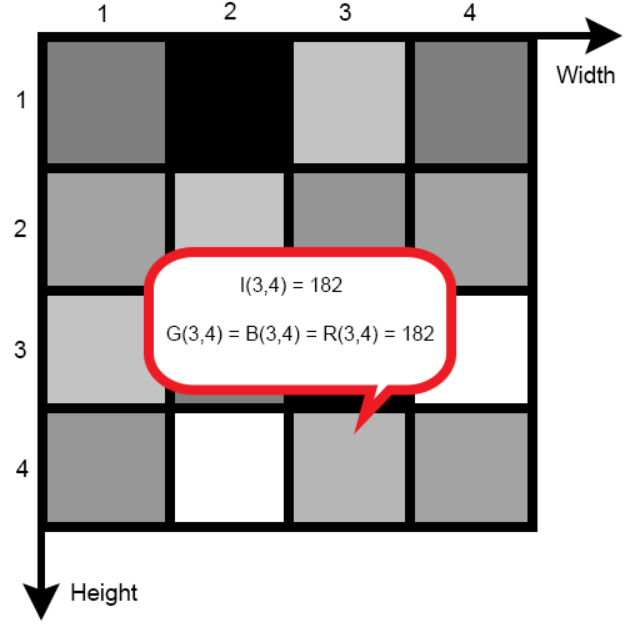 1 2 3 4
Width
1
2
I(3,4) = 182
G(3,4) = B(3,4) = R(3,4) = 182
3
4
Height